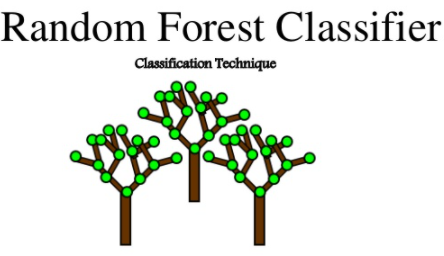 Random Forest Classifier
Classification Technique